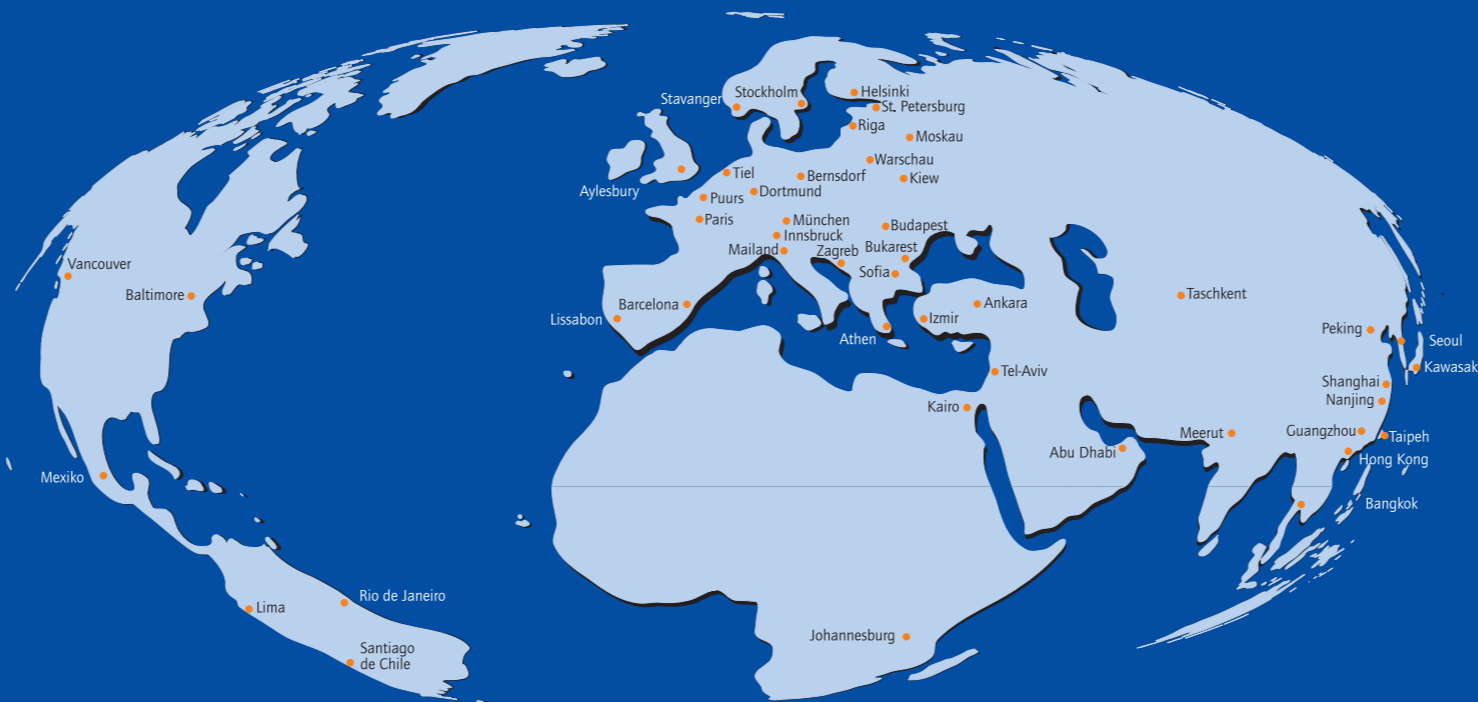 Stavanger
Stockholm
Helsinki
St. Petersburg
Riga
Moskau
Warschau
Kiew
Aylesbury
Tiel
Bernsdorf
Dortmund
Puurs
Paris
München
Innsbruck
Mailand
Zagreb
Budapest
Bukarest
Sofia
Vancouver
Baltimore
Lissabon
Barcelona
Athen
Izmir
Ankara
Taschkent
Peking
Seoul
Kawasak
Tel-Aviv
Kairo
Shanghai
Nanjing
Abu Dhabi
Meerut
Guangzhou
Taipeh
Hong Kong
Bangkok
Mexiko
Lima
Rio de Janeiro
Santiago
de Chile
Johannesburg